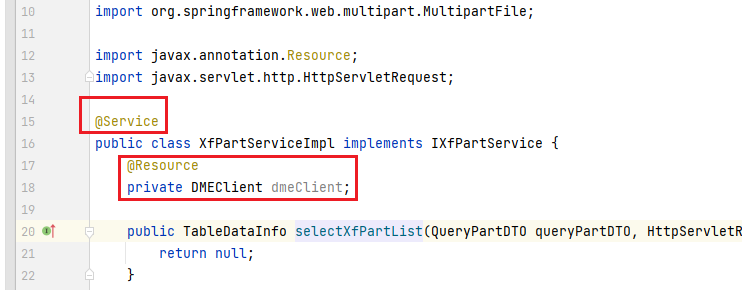 10 import org.springframework.web.multipart.MultipartFile;
11
12 import javax.annotation.Resource;
13 import javax.servlet.http.HttpServletRequest;
14
15 @Service
16 public class XfPartServiceImpl implements IXfPartService {
17 @Resource
18 private DMEClient dmeClient;
19
20 public TableDataInfo selectXfPartList(QueryPartDTO queryPartDTO, HttpServletR
21 return null;
22 }